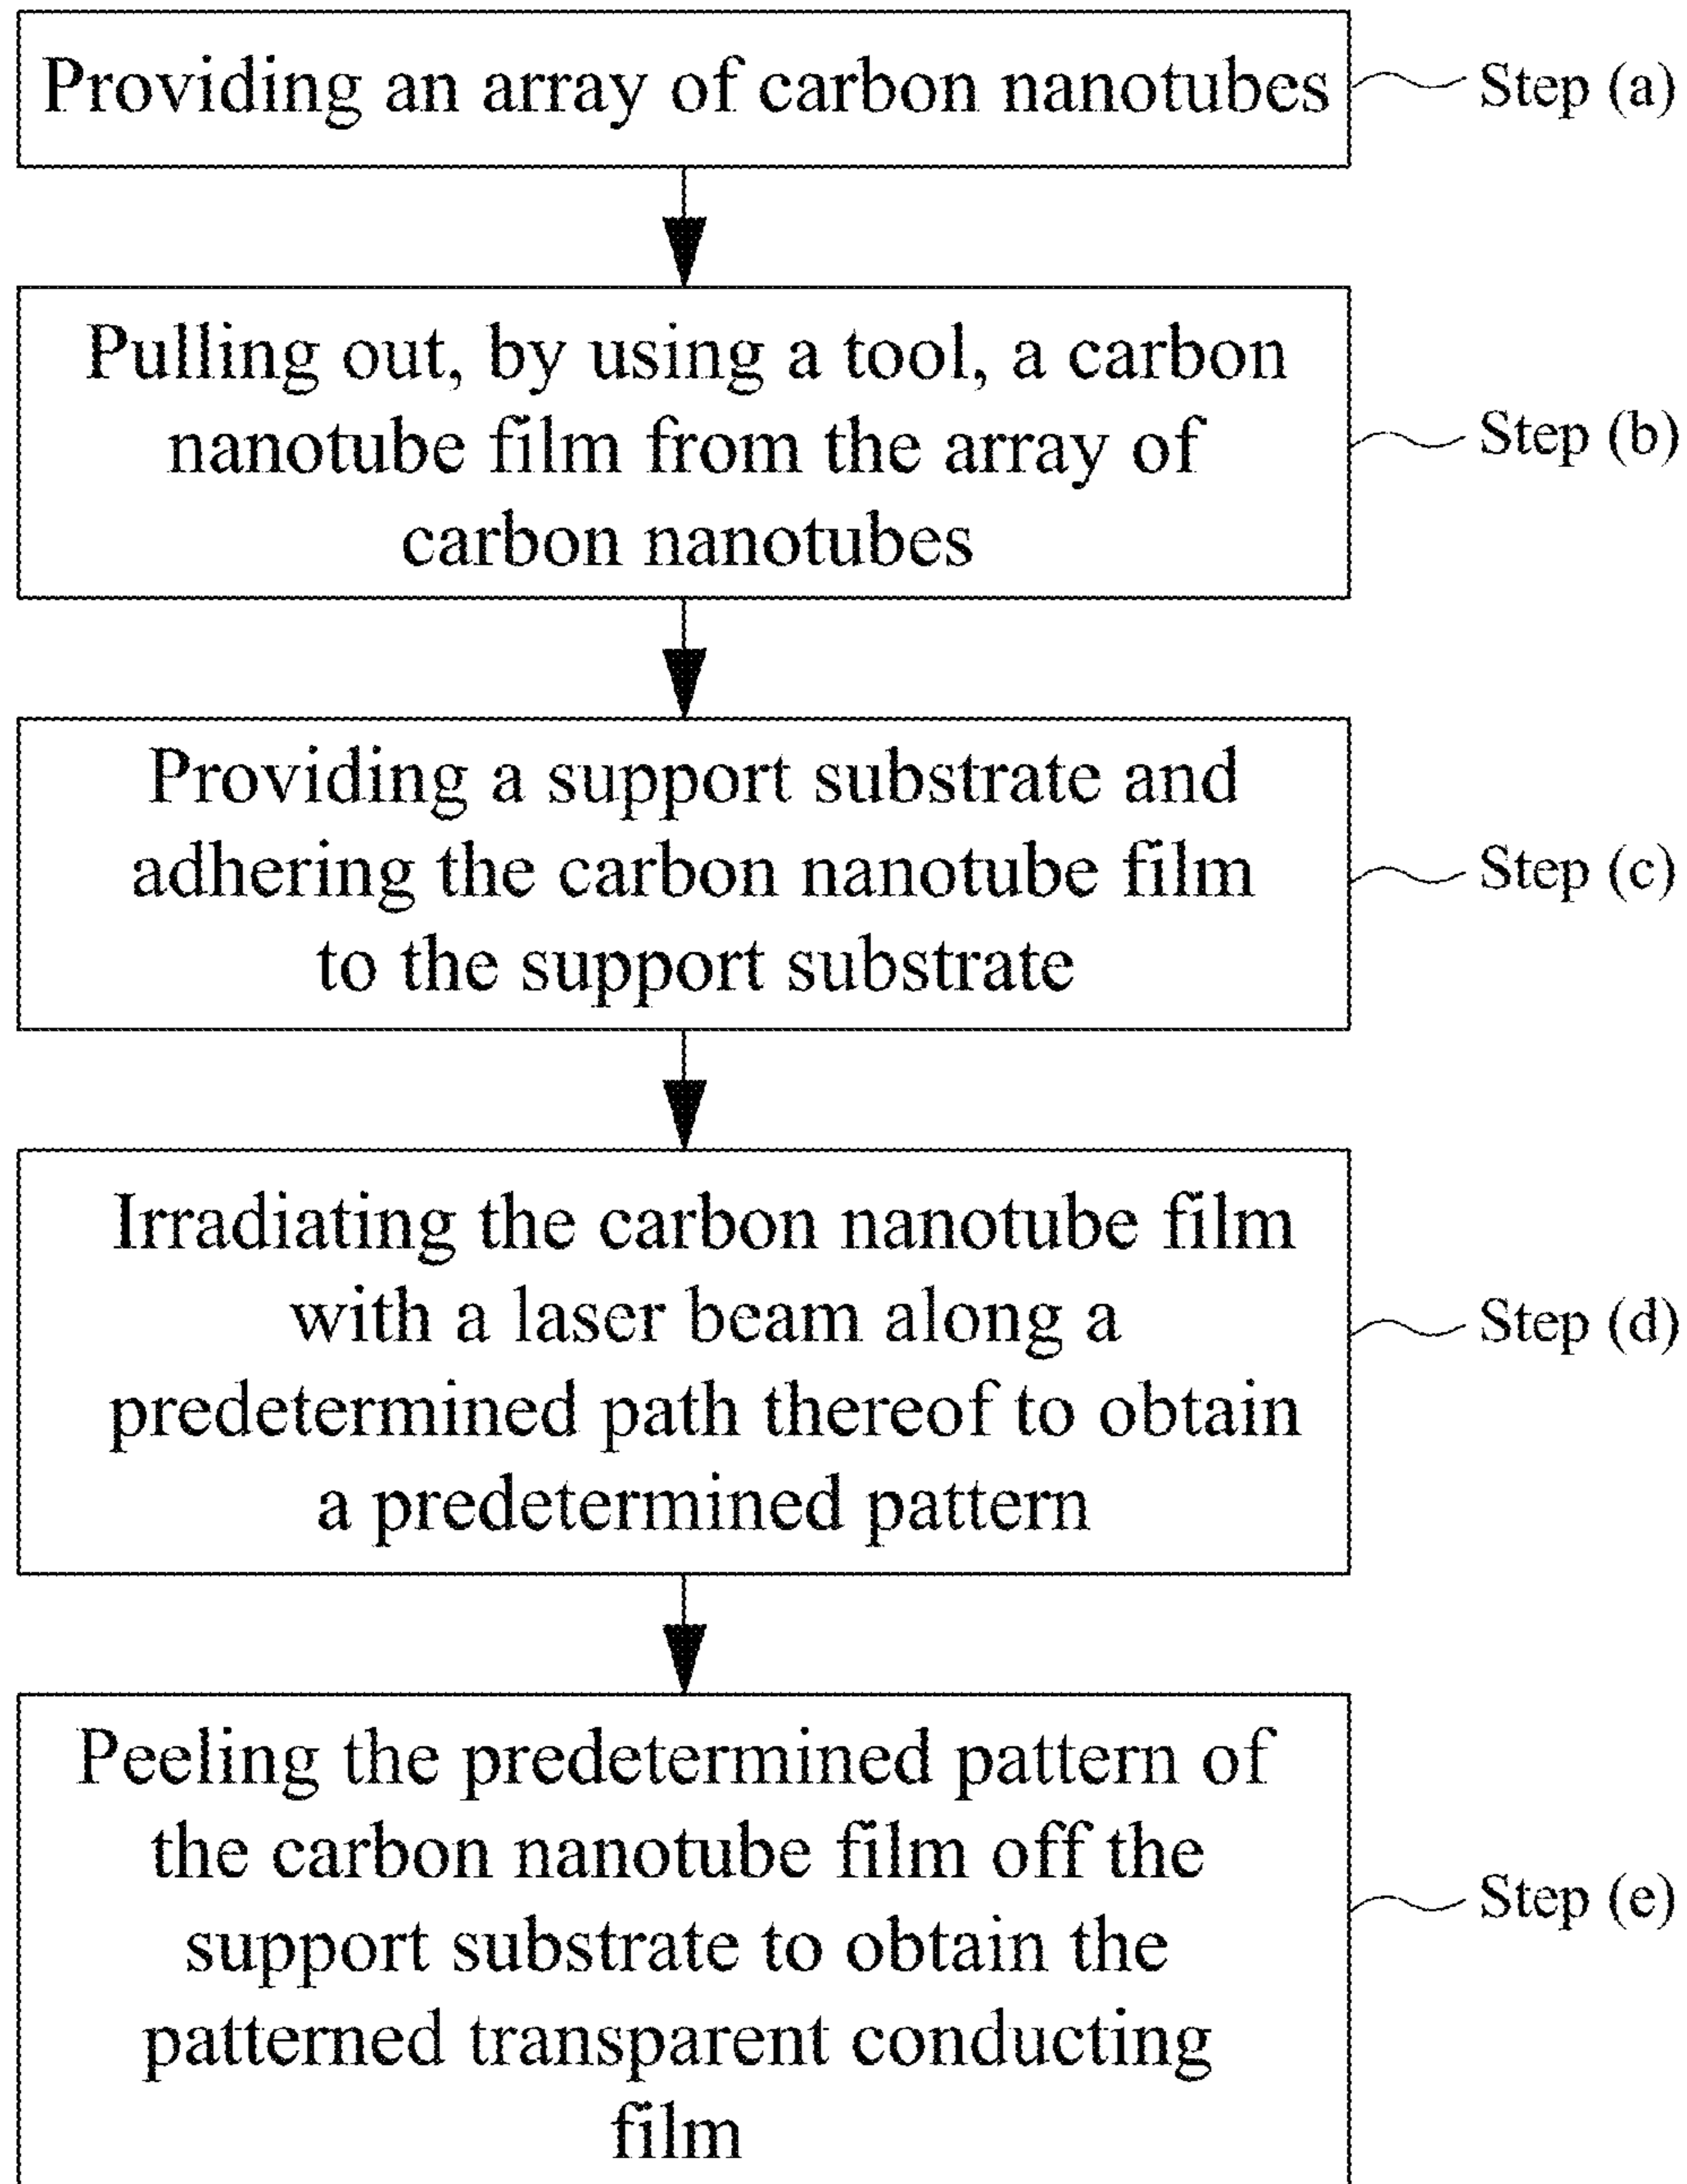 Providing an array of carbon nanotubes
Step (a)
Pulling out, by using a tool, a carbon
nanotube film from the array of
carbon nanotubes
Step (b)
Providing a support substrate and
adhering the carbon nanotube film
to the support substrate
Step (c)
Irradiating the carbon nanotube film
with a laser beam along a
predetermined path thereof to obtain
a predetermined pattern
Step (d)
Peeling the predetermined pattern of
the carbon nanotube film off the
support substrate to obtain the
patterned transparent conducting
film
Step (e)